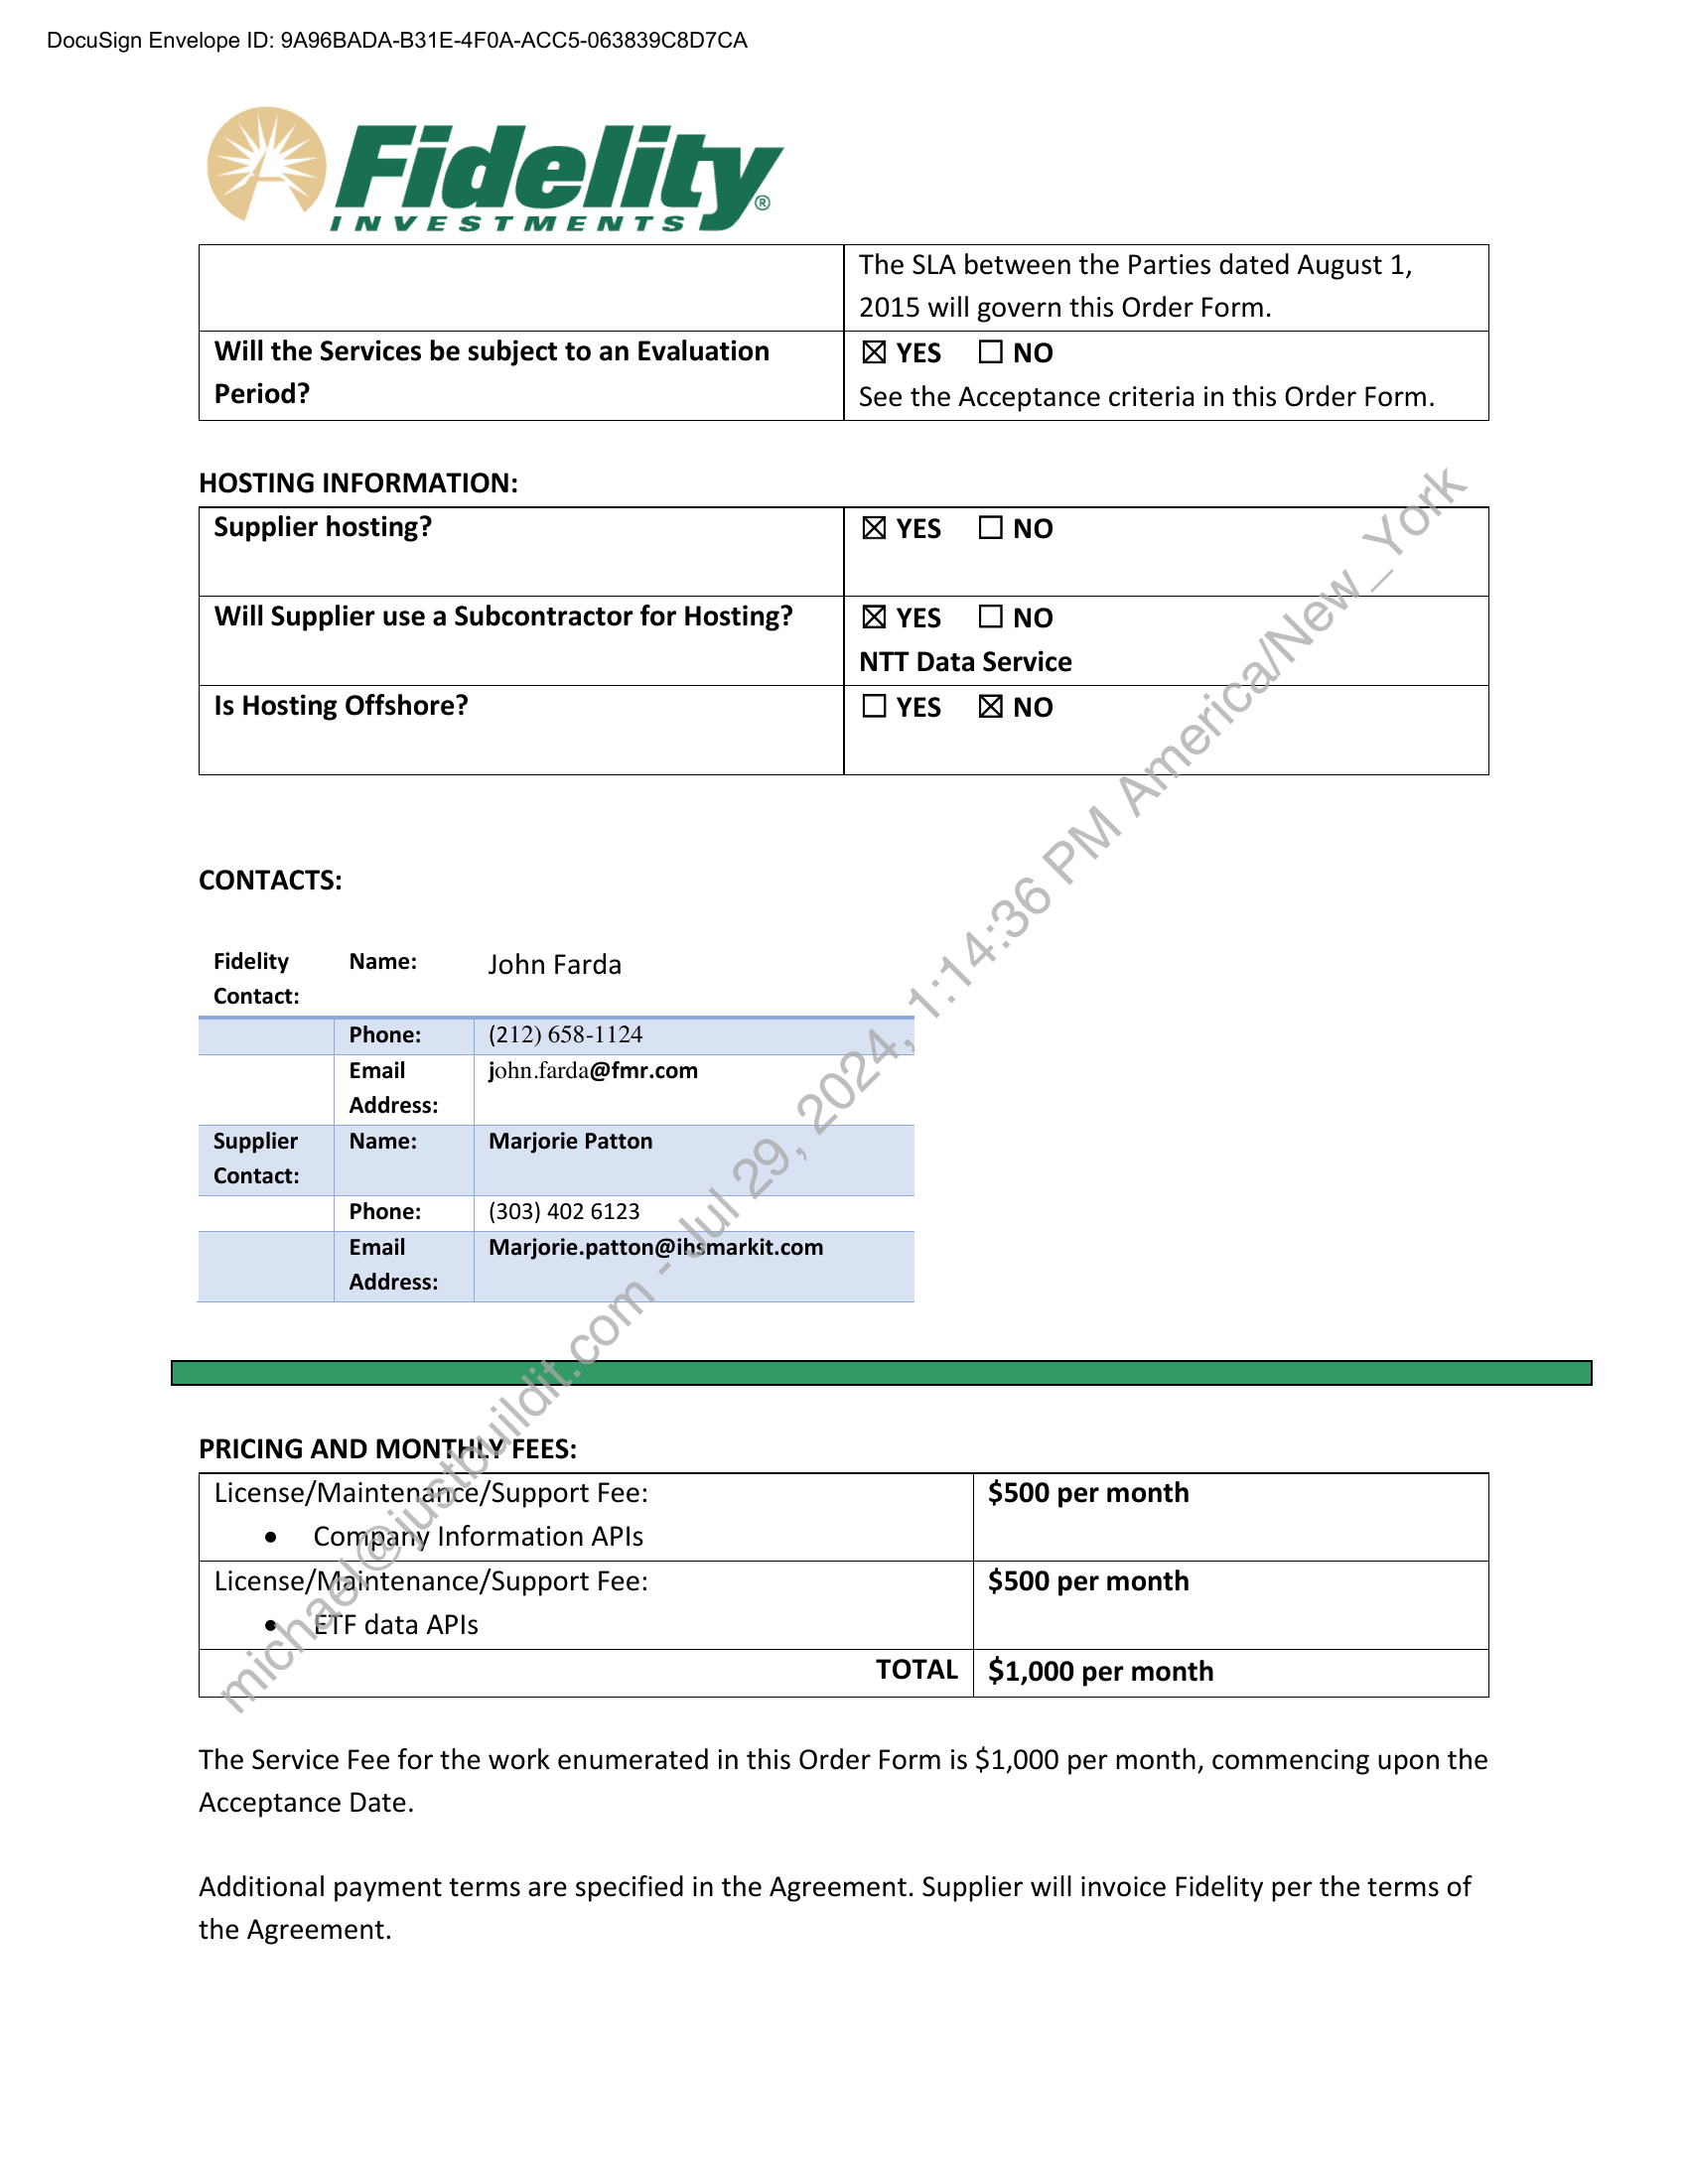 DocuSign Envelope ID: 9A96BADA-B31E-4F0A-ACC5-063839C8D7CA
Fidelity®
INVESTMENTS
The SLA between the Parties dated August 1,
2015 will govern this Order Form.
Will the Services be subject to an Evaluation
Period?
☒ YES ☐ NO
See the Acceptance criteria in this Order Form.
HOSTING INFORMATION:
Supplier hosting?
☒ YES ☐ NO
Will Supplier use a Subcontractor for Hosting?
☒ YES ☐ NO
NTT Data Service
Is Hosting Offshore?
☐ YES ☒ NO
CONTACTS:
Fidelity
Contact:
Name:
John Farda
Phone:
(212) 658-1124
Email
Address:
john.farda@fmr.com
Supplier
Contact:
Name:
Marjorie Patton
Phone:
(303) 402 6123
Email
Address:
Marjorie.patton@ihsmarkit.com
PRICING AND MONTHLY FEES:
License/Maintenance/Support Fee:
• Company Information APIs
$500 per month
License/Maintenance/Support Fee:
• ETF data APIs
$500 per month
TOTAL
$1,000 per month
The Service Fee for the work enumerated in this Order Form is $1,000 per month, commencing upon the
Acceptance Date.
Additional payment terms are specified in the Agreement. Supplier will invoice Fidelity per the terms of
the Agreement.
michael@justbuildit.com - Jul 29, 2024, 1:14:36 PM America/New_York